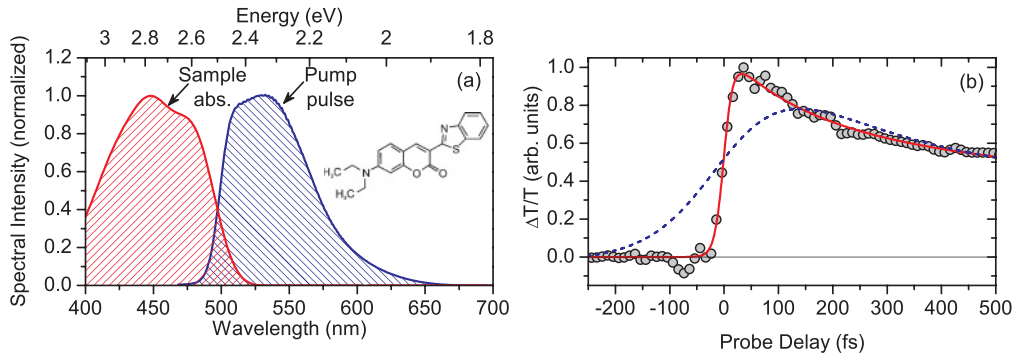 Energy (eV)
3 2.8 2.6 2.4 2.2 2 1.8
Spectral Intensity (normalized)
1.2
1.0
0.8
0.6
0.4
0.2
0.0
Sample
abs.
Pump
pulse
(a)
N
S
H₃C
N
O
O
H₃C
400 450 500 550 600 650 700
Wavelength (nm)
ΔT/T (arb. units)
1.0
0.8
0.6
0.4
0.2
0.0
(b)
-200 -100 0 100 200 300 400 500
Probe Delay (fs)